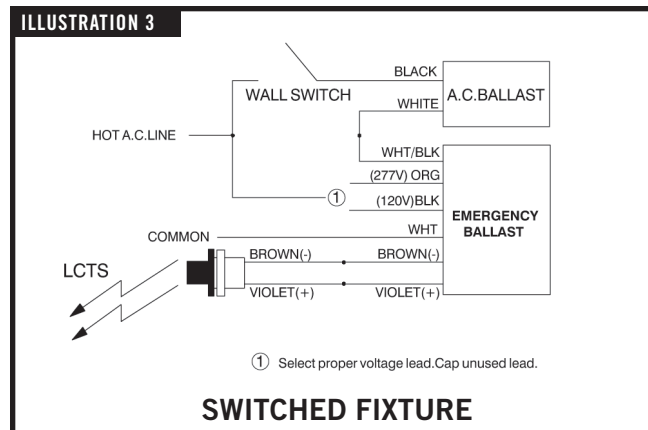 ILLUSTRATION 3
BLACK
WALL SWITCH
A.C.BALLAST
WHITE
HOT A.C.LINE
WHT/BLK
(277V) ORG
①
(120V)BLK
EMERGENCY
BALLAST
WHT
COMMON
BROWN(-)
BROWN(-)
LCTS
VIOLET(+)
VIOLET(+)
① Select proper voltage lead.Cap unused lead.
SWITCHED FIXTURE